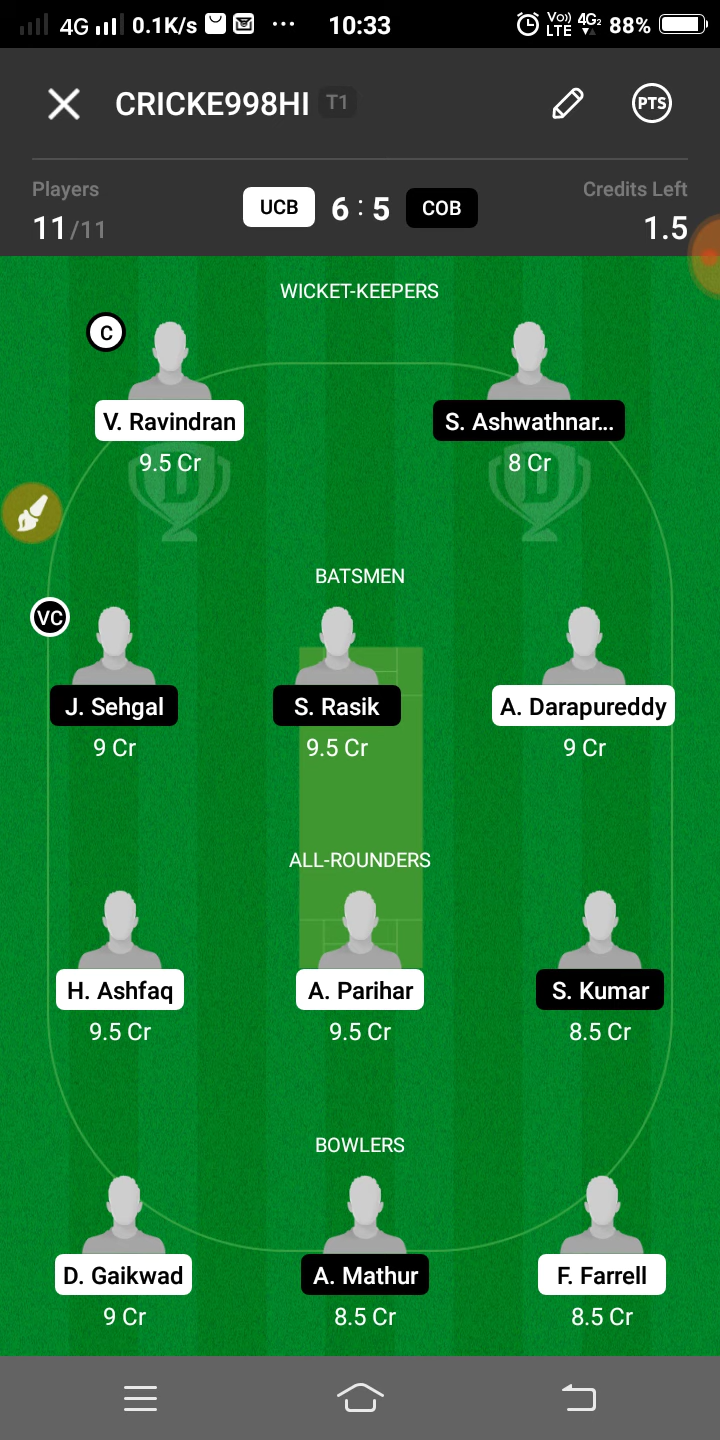 4G 0.1K/s ... 10:33 Vo)) LTE 4G2 88%
CRICKE998HI T1 PTS
Players Credits Left
11/11 UCB 6 : 5 COB 1.5
WICKET-KEEPERS
C
V. Ravindran S. Ashwathnar...
9.5 Cr 8 Cr
BATSMEN
VC
J. Sehgal S. Rasik A. Darapureddy
9 Cr 9.5 Cr 9 Cr
ALL-ROUNDERS
H. Ashfaq A. Parihar S. Kumar
9.5 Cr 9.5 Cr 8.5 Cr
BOWLERS
D. Gaikwad A. Mathur F. Farrell
9 Cr 8.5 Cr 8.5 Cr